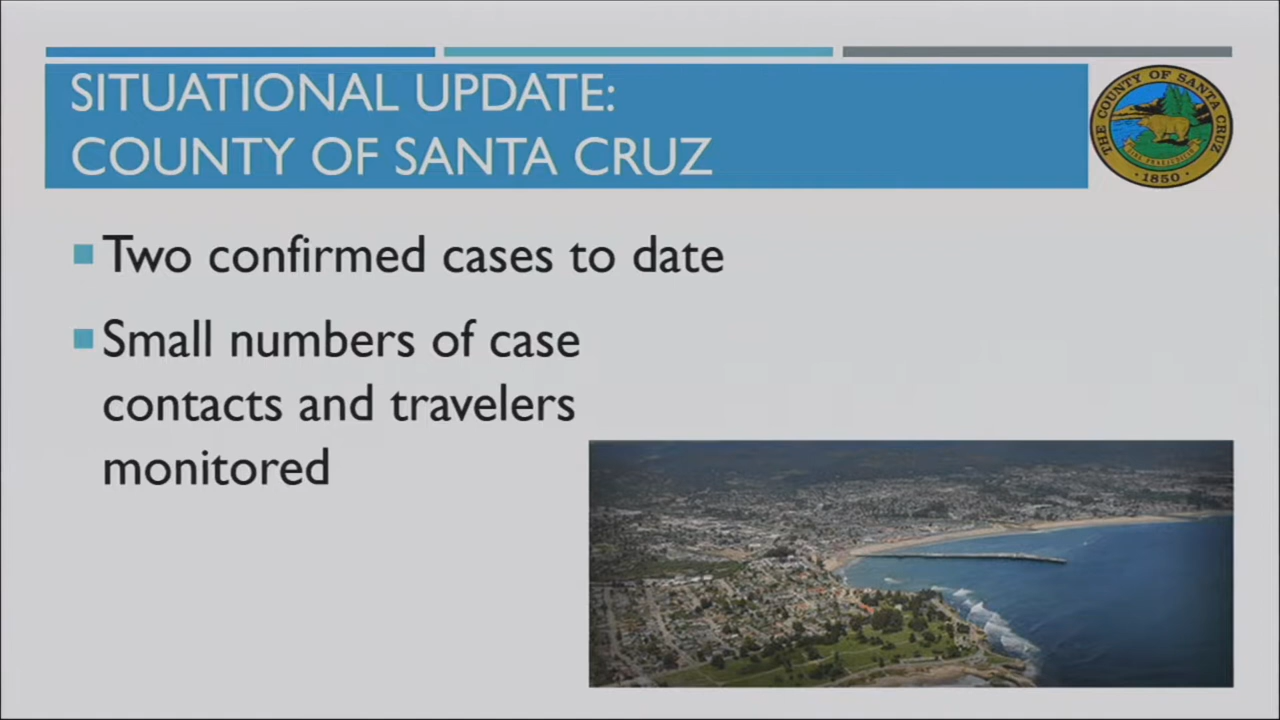 SITUATIONAL UPDATE:
COUNTY OF SANTA CRUZ
THE COUNTY OF SANTA CRUZ
1850
Two confirmed cases to date
Small numbers of case
contacts and travelers
monitored